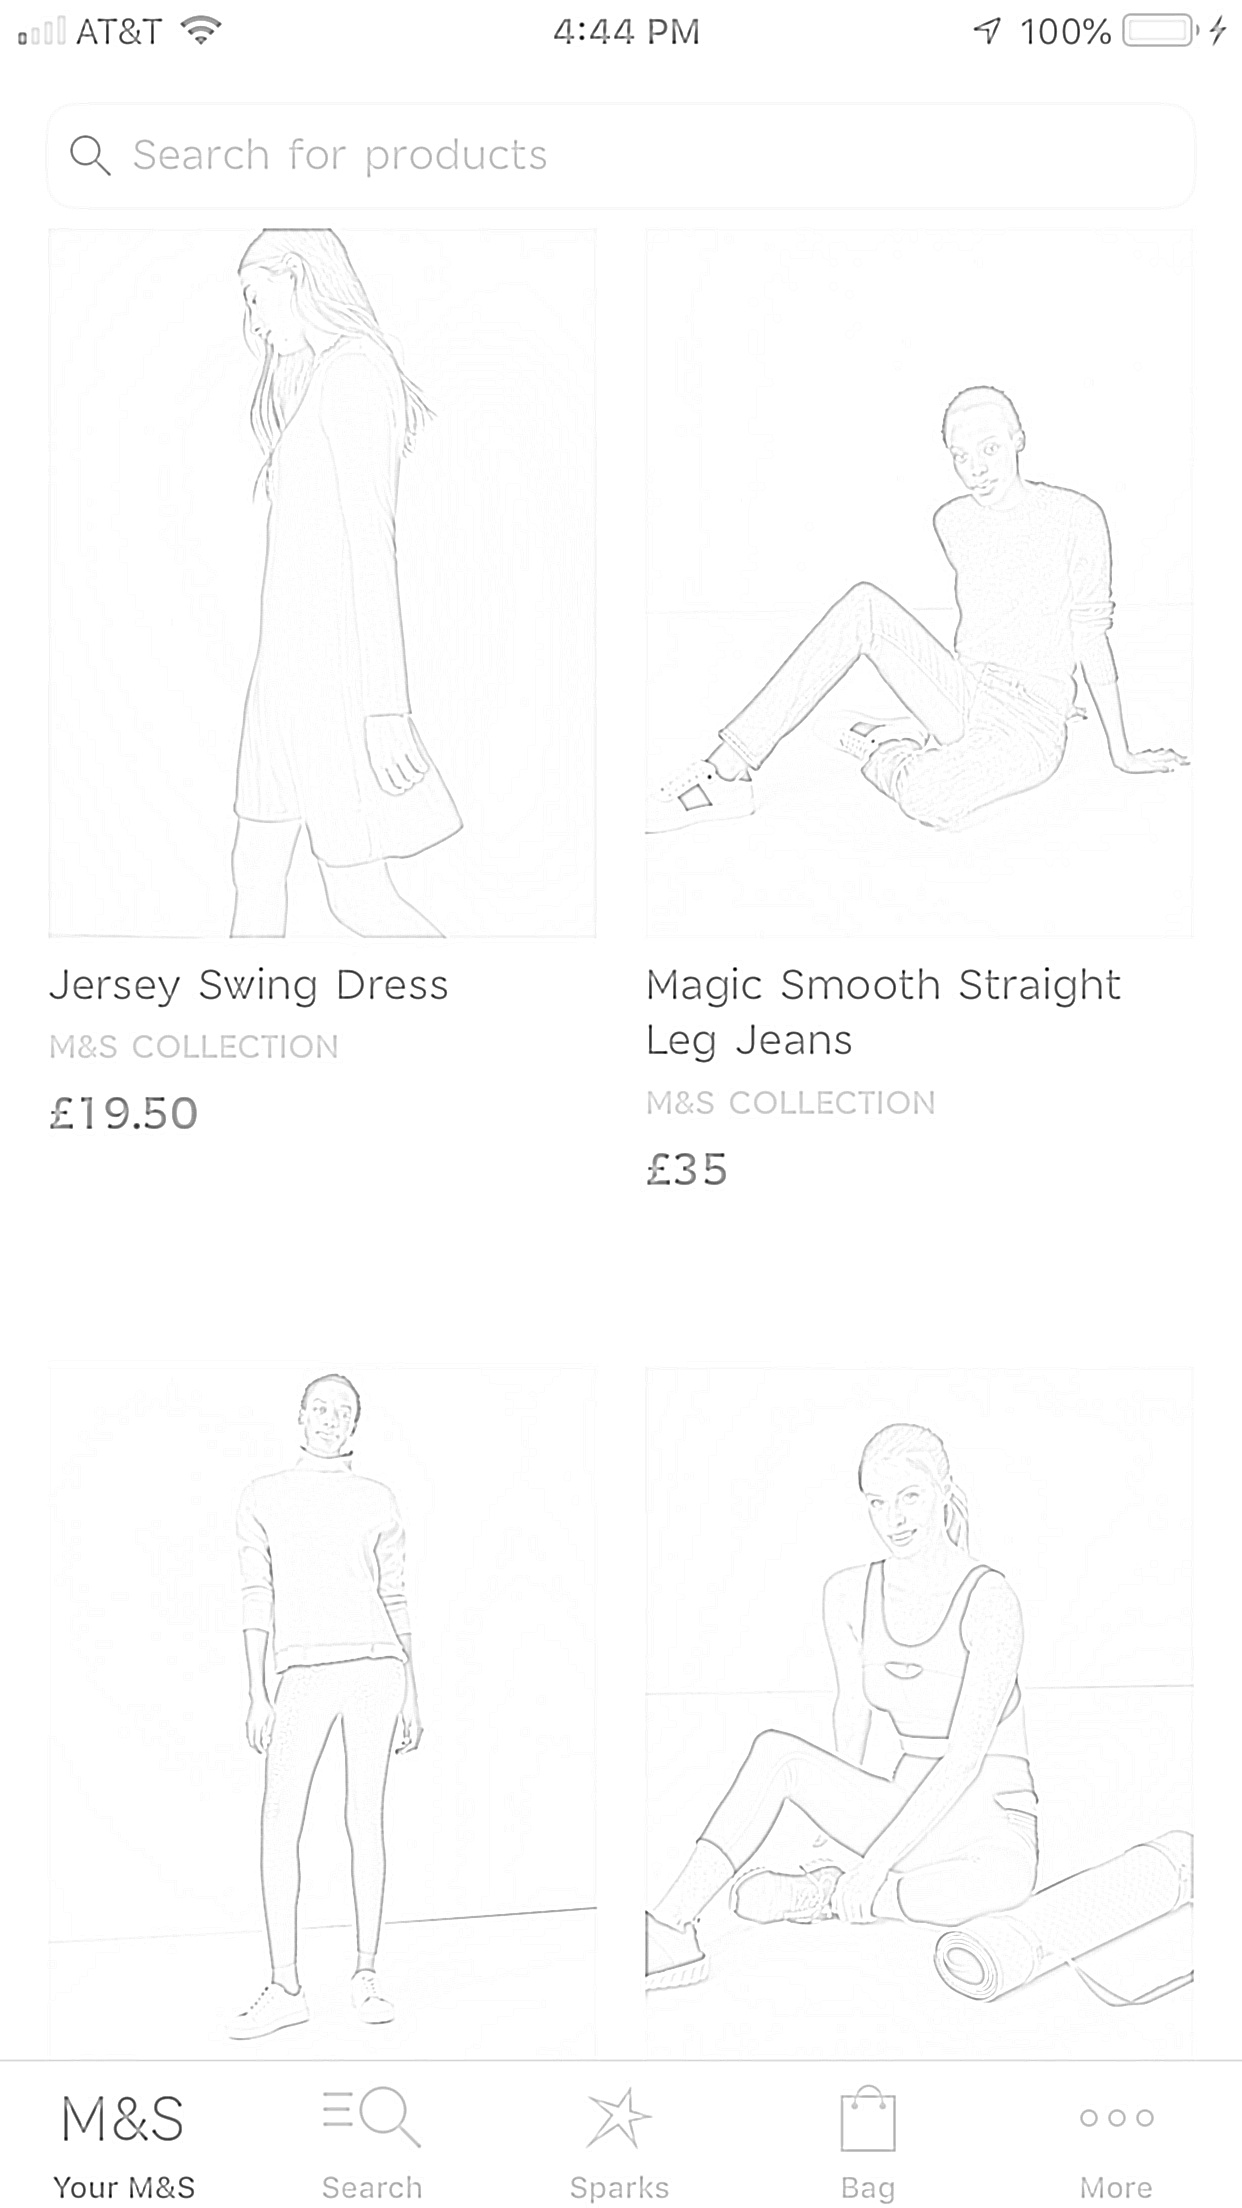 AT&T 4:44 PM 100%
Search for products
Jersey Swing Dress
M&S COLLECTION
£19.50
Magic Smooth Straight
Leg Jeans
M&S COLLECTION
£35
M&S
Your M&S
Search
Sparks
Bag
More